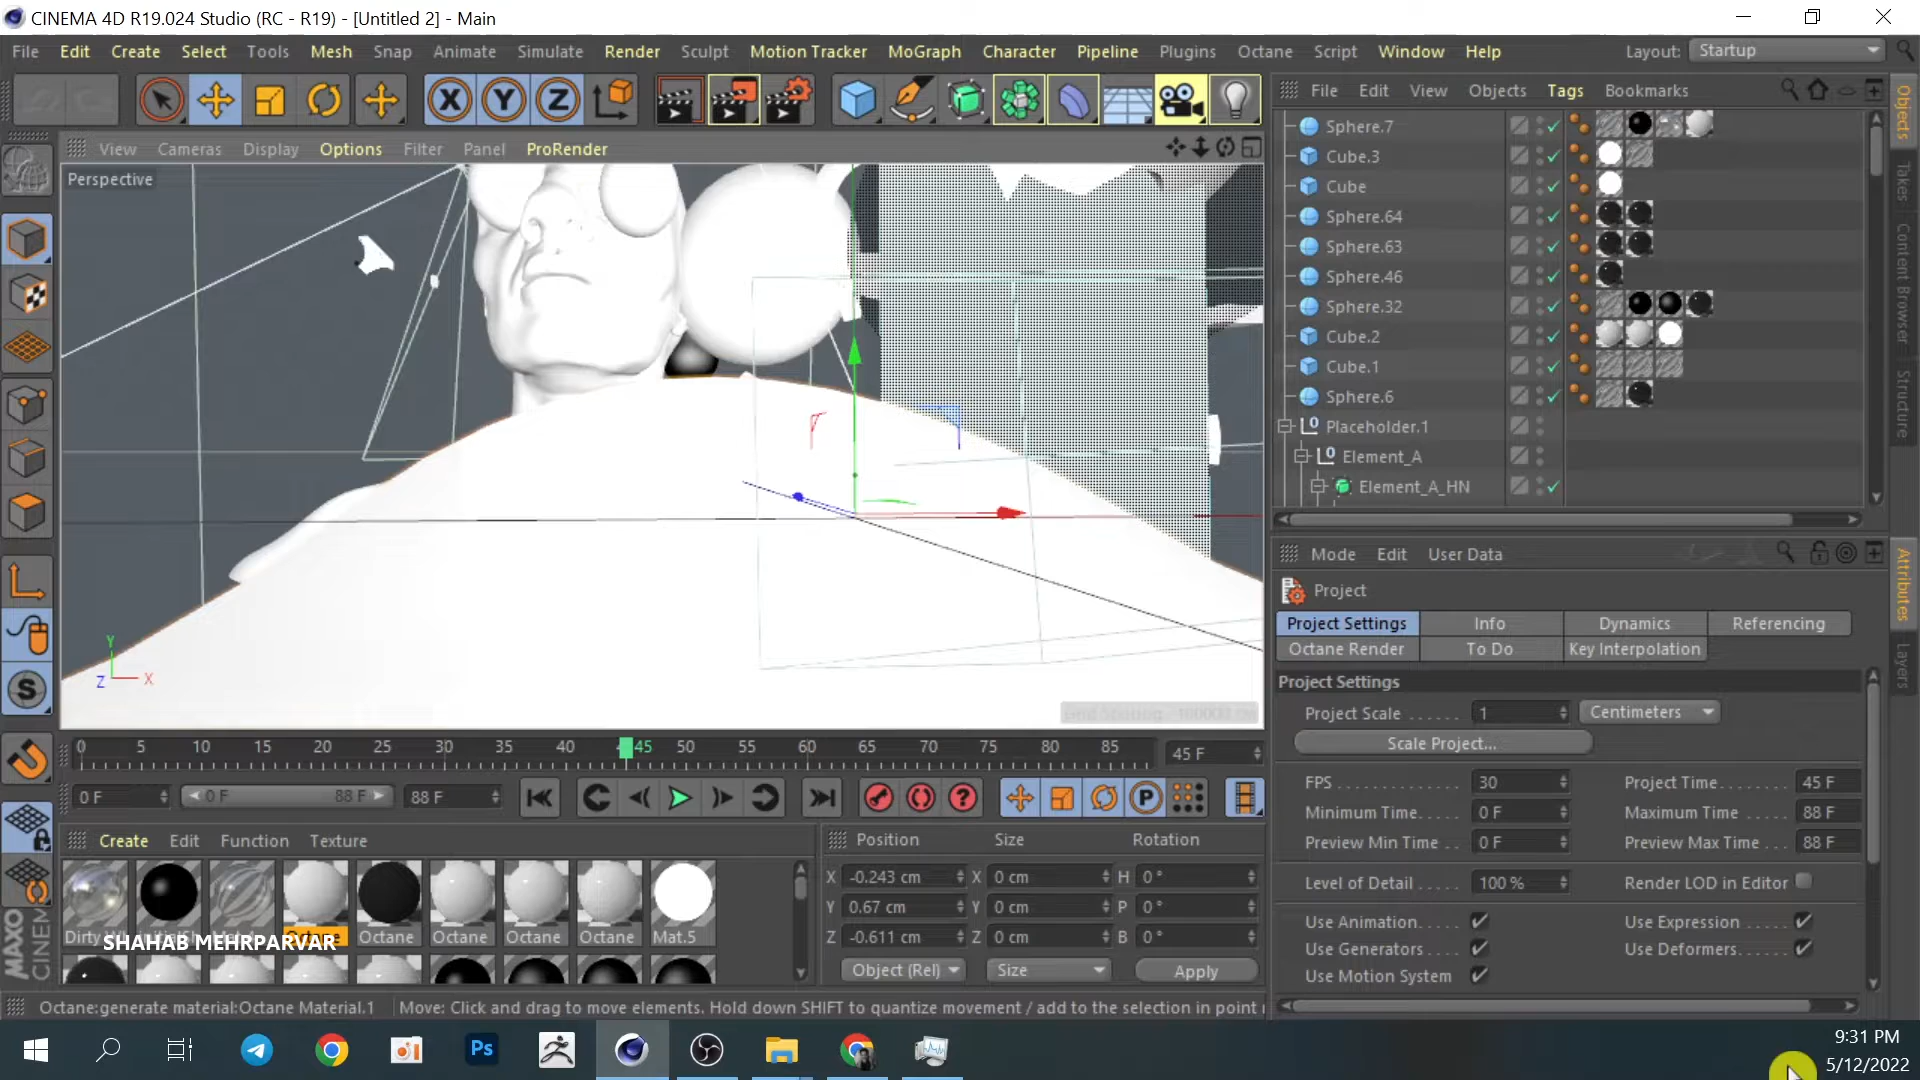 CINEMA 4D R19.024 Studio (RC - R19) - [Untitled 2] - Main
File Edit Create Select Tools Mesh Snap Animate Simulate Render Sculpt Motion Tracker MoGraph Character Pipeline Plugins Octane Script Window Help Layout: Startup
X Y Z
File Edit View Objects Tags Bookmarks
View Cameras Display Options Filter Panel ProRender
Perspective
Sphere.7
Cube.3
Cube
Sphere.64
Sphere.63
Sphere.46
Sphere.32
Cube.2
Cube.1
Sphere.6
Placeholder.1
Element_A
Element_A_HN
Objects
Takes
Content Browser
Structure
Y
Z X
Mode Edit User Data
Project
Project Settings Info Dynamics Referencing
Octane Render To Do Key Interpolation
Project Settings
Project Scale 1 Centimeters
Scale Project...
FPS 30 Project Time 45 F
Minimum Time 0 F Maximum Time 88 F
Preview Min Time 0 F Preview Max Time 88 F
Level of Detail 100 % Render LOD in Editor
Use Animation Use Expression
Use Generators Use Deformers
Use Motion System
Attributes
Layers
0 5 10 15 20 25 30 35 40 45 50 55 60 65 70 75 80 85 45 F
0 F 0 F 88 F 88 F
Create Edit Function Texture
Octane Octane Octane Octane Mat.5
SHAHAB MEHRPARVAR
Position Size Rotation
X -0.243 cm X 0 cm H 0 °
Y 0.67 cm Y 0 cm P 0 °
Z -0.611 cm Z 0 cm B 0 °
Object (Rel) Size Apply
MAXO
CINEM
Octane:generate material:Octane Material.1 Move: Click and drag to move elements. Hold down SHIFT to quantize movement / add to the selection in point
Ps
9:31 PM
5/12/2022